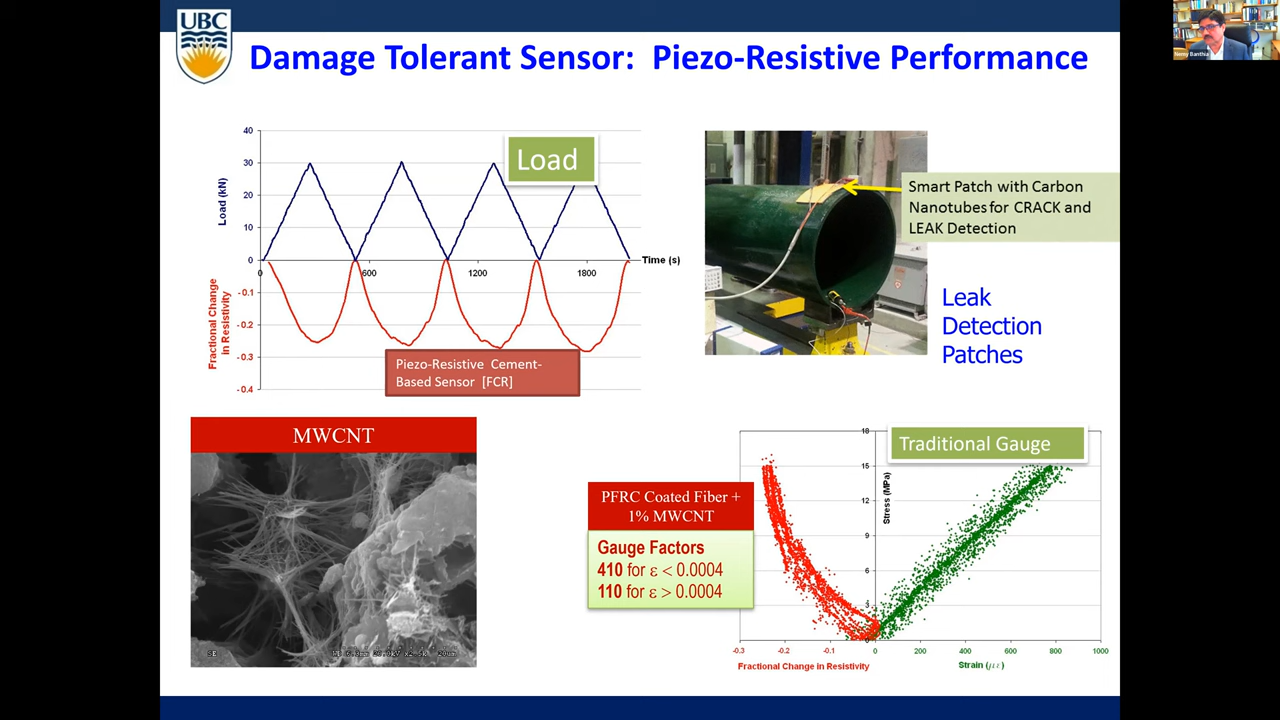 UBC
Damage Tolerant Sensor: Piezo-Resistive Performance
Nemy Banthia
40
30
20
10
0
Load (kN)
Load
Time (s)
0
600
1200
1800
-0.1
-0.2
-0.3
-0.4
Fractional Change
in Resistivity
Piezo-Resistive Cement-
Based Sensor [FCR]
Smart Patch with Carbon
Nanotubes for CRACK and
LEAK Detection
Leak
Detection
Patches
MWCNT
SE
PFRC Coated Fiber +
1% MWCNT
Gauge Factors
410 for ε < 0.0004
110 for ε > 0.0004
Traditional Gauge
18
15
12
9
6
3
0
Stress (MPa)
-0.3
-0.2
-0.1
0
200
400
600
800
1000
Fractional Change in Resistivity
Strain (με)